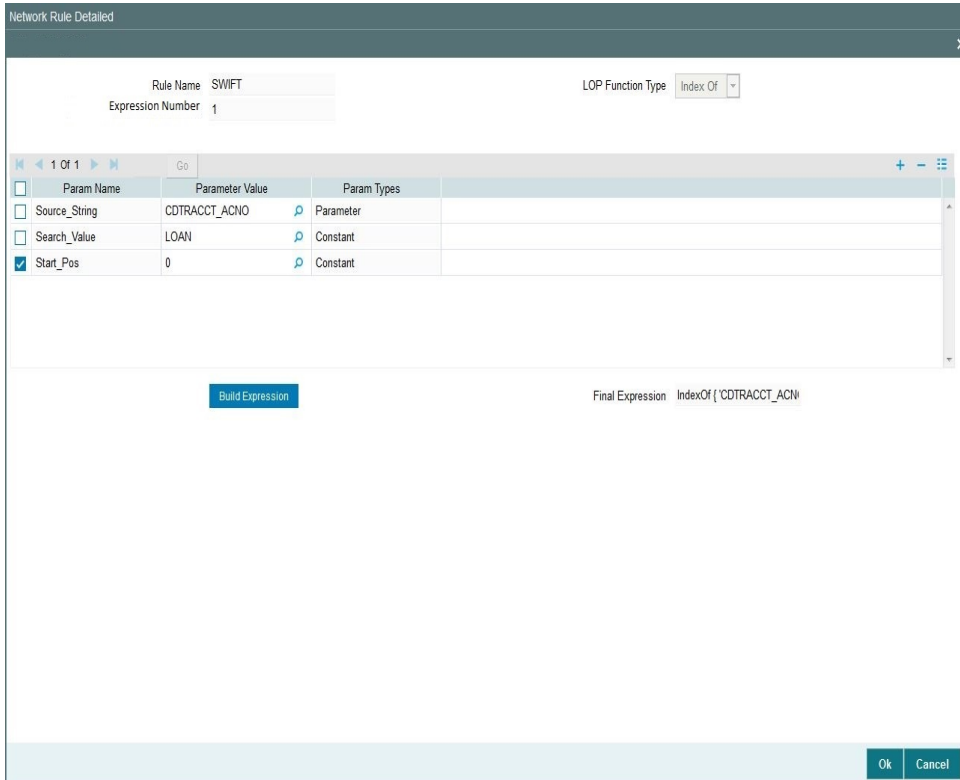 Network Rule Detailed
Rule Name SWIFT LOP Function Type Index Of
Expression Number 1
1 Of 1 Go
Param Name Parameter Value Param Types
Source_String CDTRACCT_ACNO Parameter
Search_Value LOAN Constant
Start_Pos 0 Constant
Build Expression Final Expression IndexOf { 'CDTRACCT_ACN
Ok Cancel